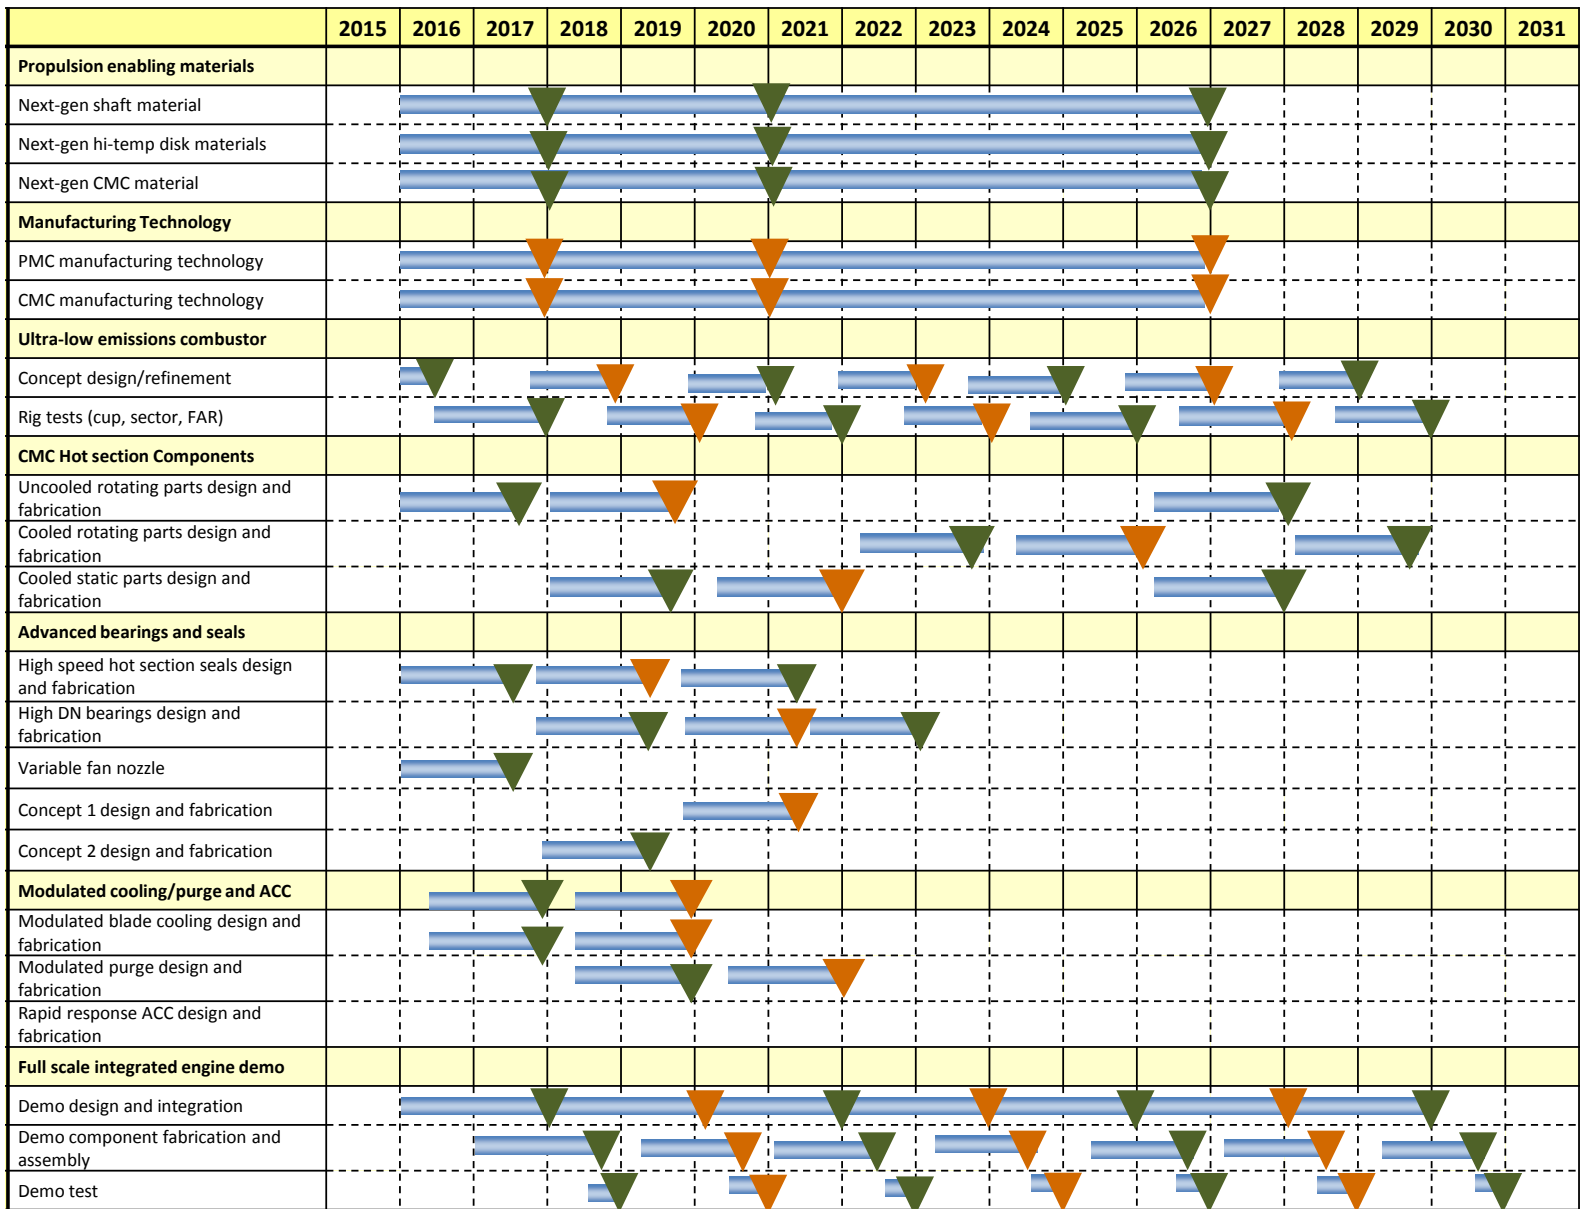 2015 2016 2017 2018 2019 2020 2021 2022 2023 2024 2025 2026 2027 2028 2029 2030 2031
Propulsion enabling materials
Next-gen shaft material
Next-gen hi-temp disk materials
Next-gen CMC material
Manufacturing Technology
PMC manufacturing technology
CMC manufacturing technology
Ultra-low emissions combustor
Concept design/refinement
Rig tests (cup, sector, FAR)
CMC Hot section Components
Uncooled rotating parts design and
fabrication
Cooled rotating parts design and
fabrication
Cooled static parts design and
fabrication
Advanced bearings and seals
High speed hot section seals design
and fabrication
High DN bearings design and
fabrication
Variable fan nozzle
Concept 1 design and fabrication
Concept 2 design and fabrication
Modulated cooling/purge and ACC
Modulated blade cooling design and
fabrication
Modulated purge design and
fabrication
Rapid response ACC design and
fabrication
Full scale integrated engine demo
Demo design and integration
Demo component fabrication and
assembly
Demo test